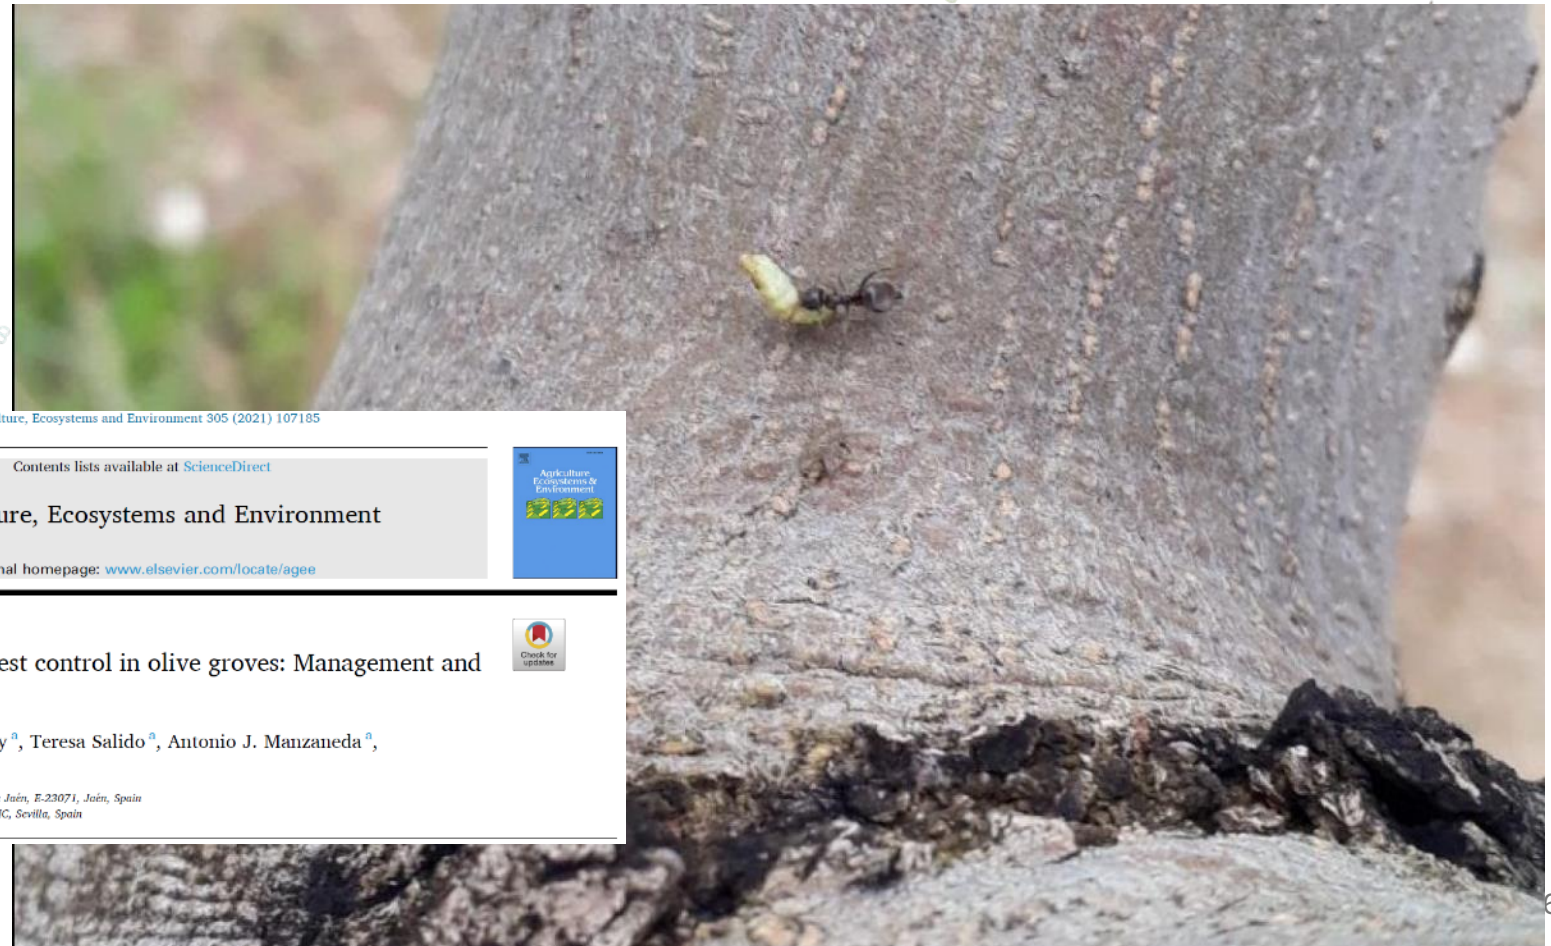 ture, Ecosystems and Environment 305 (2021) 107185
Contents lists available at ScienceDirect
ure, Ecosystems and Environment
nal homepage: www.elsevier.com/locate/agee
Agriculture
Ecosystems &
Environment
Check for
updates
est control in olive groves: Management and
y a, Teresa Salido a, Antonio J. Manzaneda a,
Jaén, E-23071, Jaén, Spain
IC, Sevilla, Spain
6